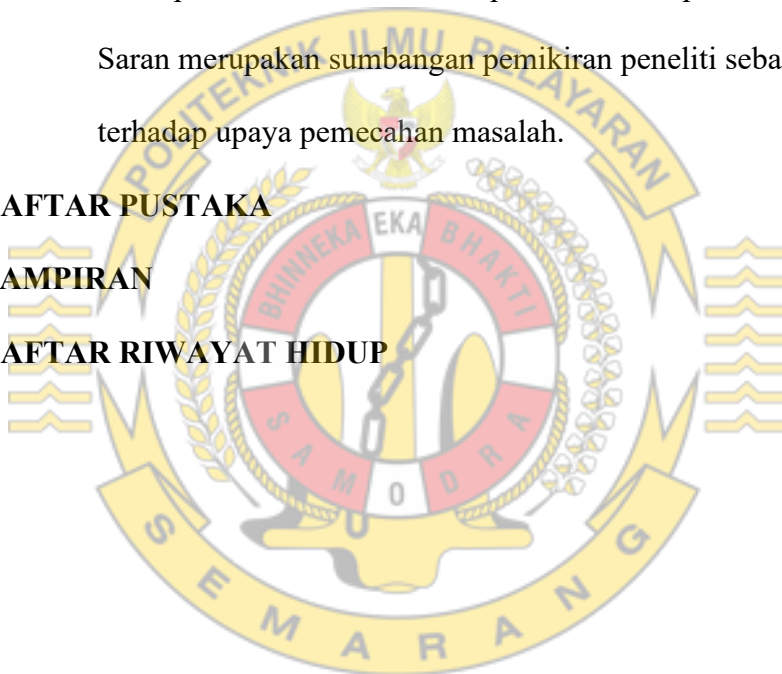 Saran merupakan sumbangan pemikiran peneliti seba
terhadap upaya pemecahan masalah.
AFTAR PUSTAKA
AMPIRAN
AFTAR RIWAYAT HIDUP
POLITEKNIK ILMU PELAYARAN
BHINNEKA EKA BHAKTI
SAMODRA
SEMARANG